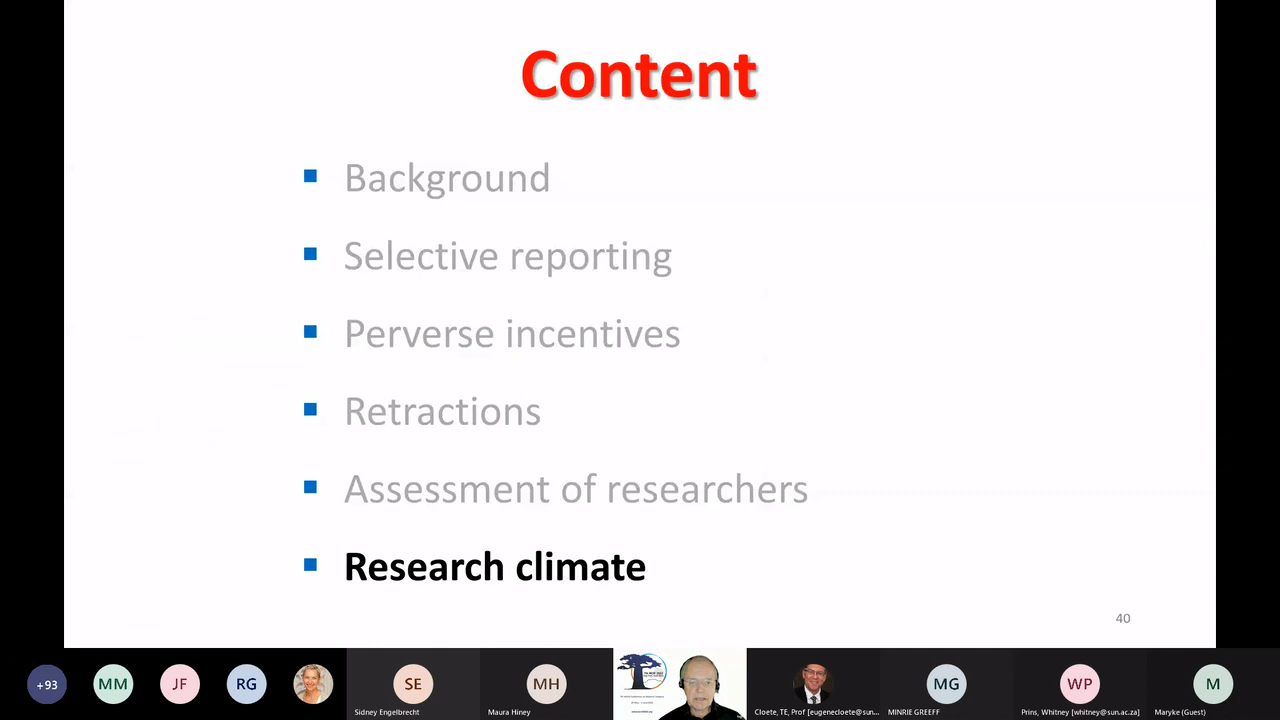 Content
Background
Selective reporting
Perverse incentives
Retractions
Assessment of researchers
Research climate
40
+93
MM
JF
RG
SE
MH
MG
WP
M
Sidney Engelbrecht
Maura Hiney
Cloete, TE, Prof [eugenecloete@sun...
MINRIE GREEFF
Prins, Whitney [whitney@sun.ac.za]
Maryke (Guest)